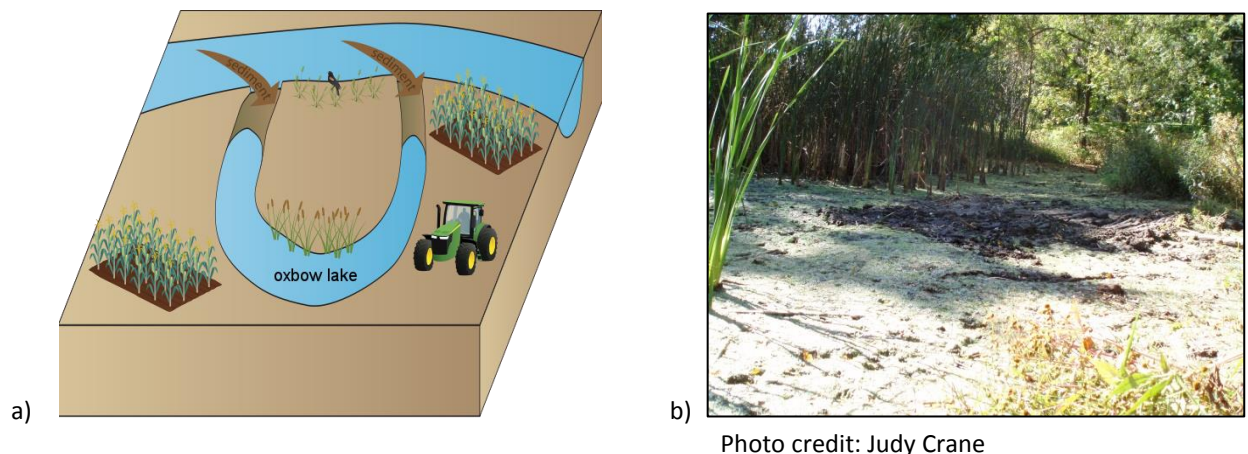 sediment
sediment
oxbow lake
a)
b)
Photo credit: Judy Crane